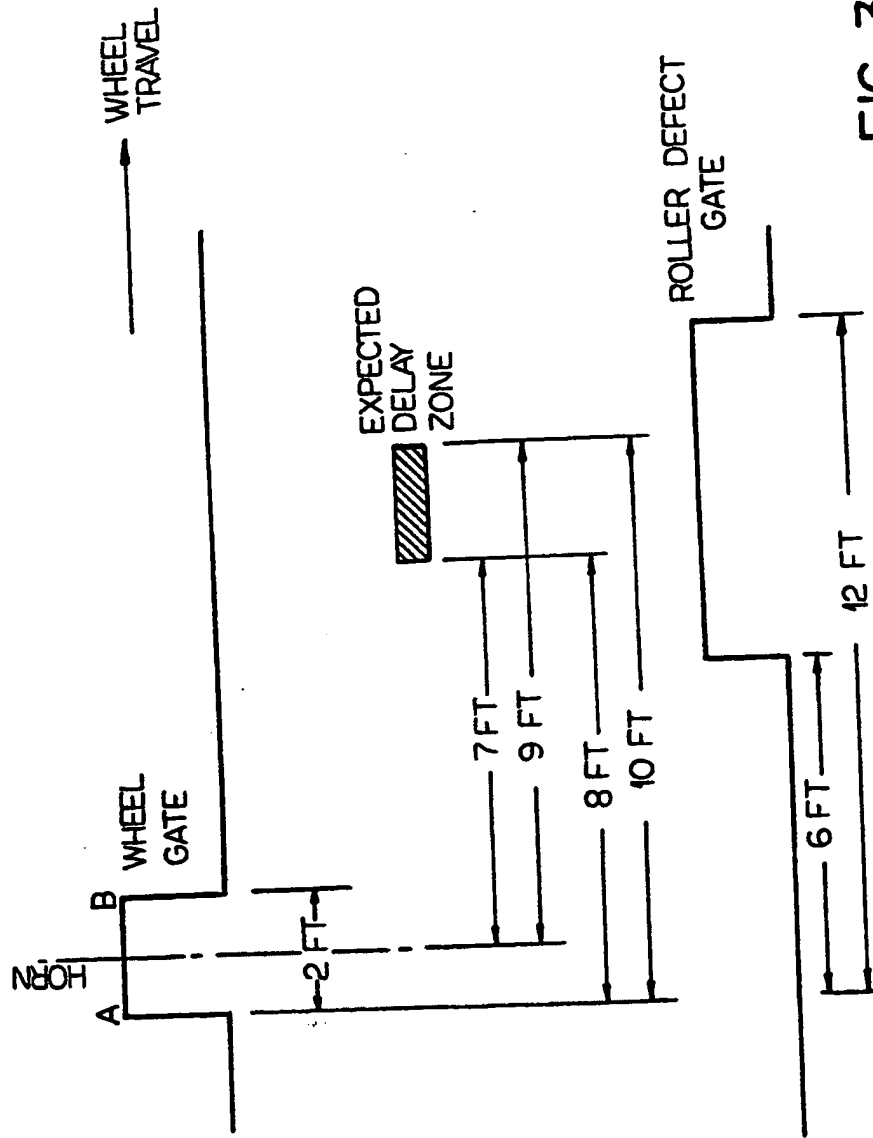 HORN
A
B
WHEEL
GATE
WHEEL
TRAVEL
2 FT
EXPECTED
DELAY
ZONE
7 FT
9 FT
8 FT
10 FT
ROLLER DEFECT
GATE
6 FT
12 FT